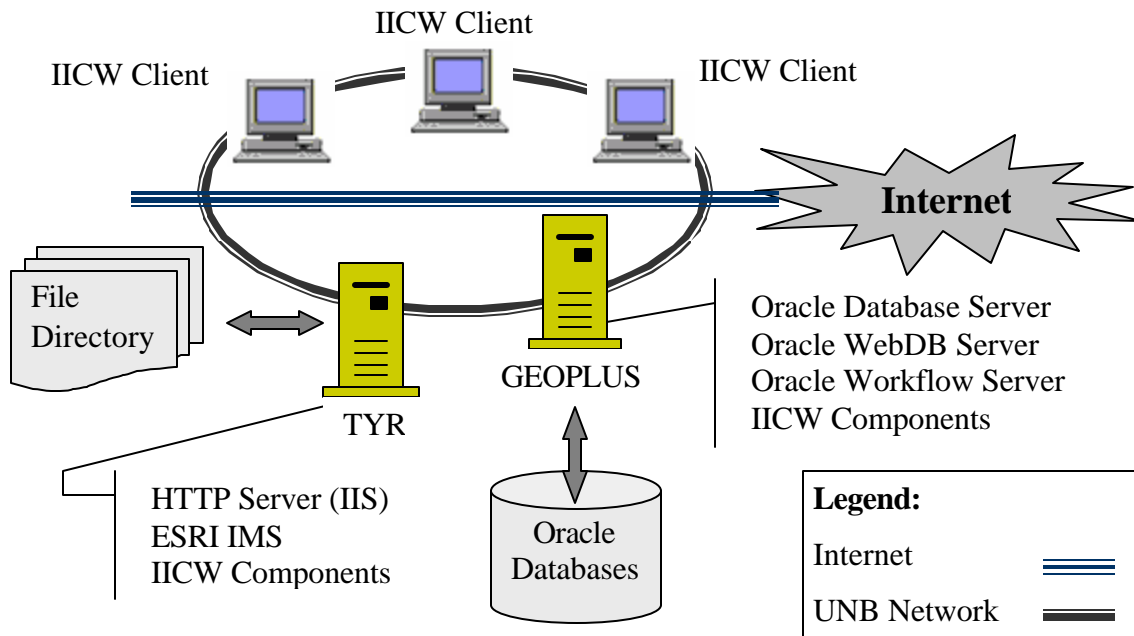 IICW Client
IICW Client
IICW Client
Internet
File
Directory
TYR
GEOPLUS
Oracle Database Server
Oracle WebDB Server
Oracle Workflow Server
IICW Components
HTTP Server (IIS)
ESRI IMS
IICW Components
Oracle
Databases
Legend:
Internet
UNB Network